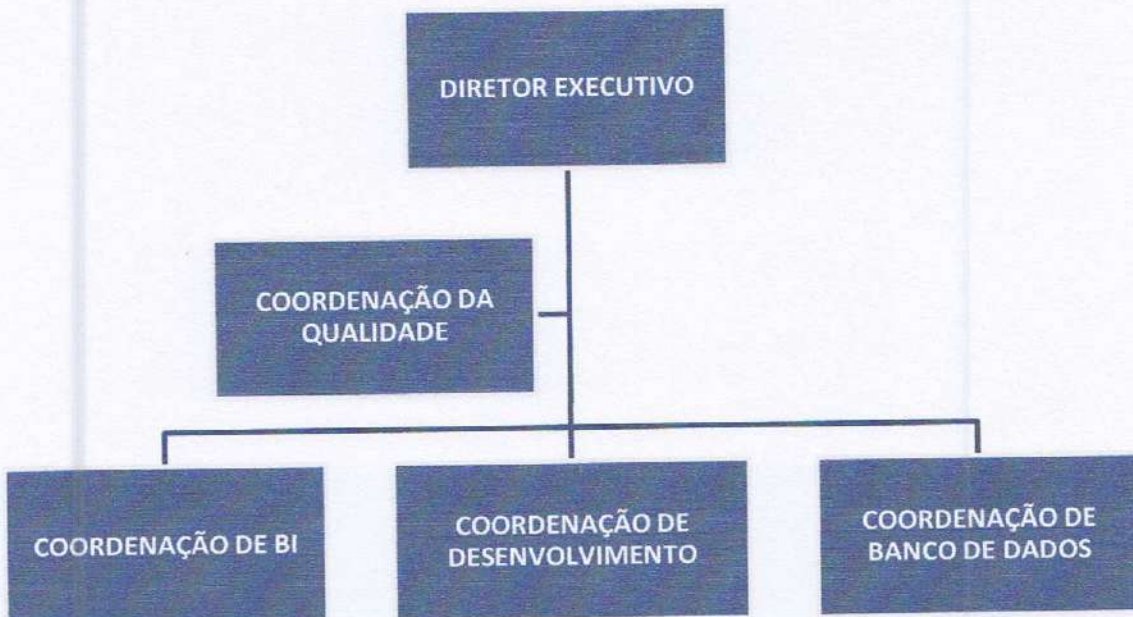 DIRETOR EXECUTIVO
COORDENAÇÃO DA
QUALIDADE
COORDENAÇÃO DE BI
COORDENAÇÃO DE
DESENVOLVIMENTO
COORDENAÇÃO DE
BANCO DE DADOS